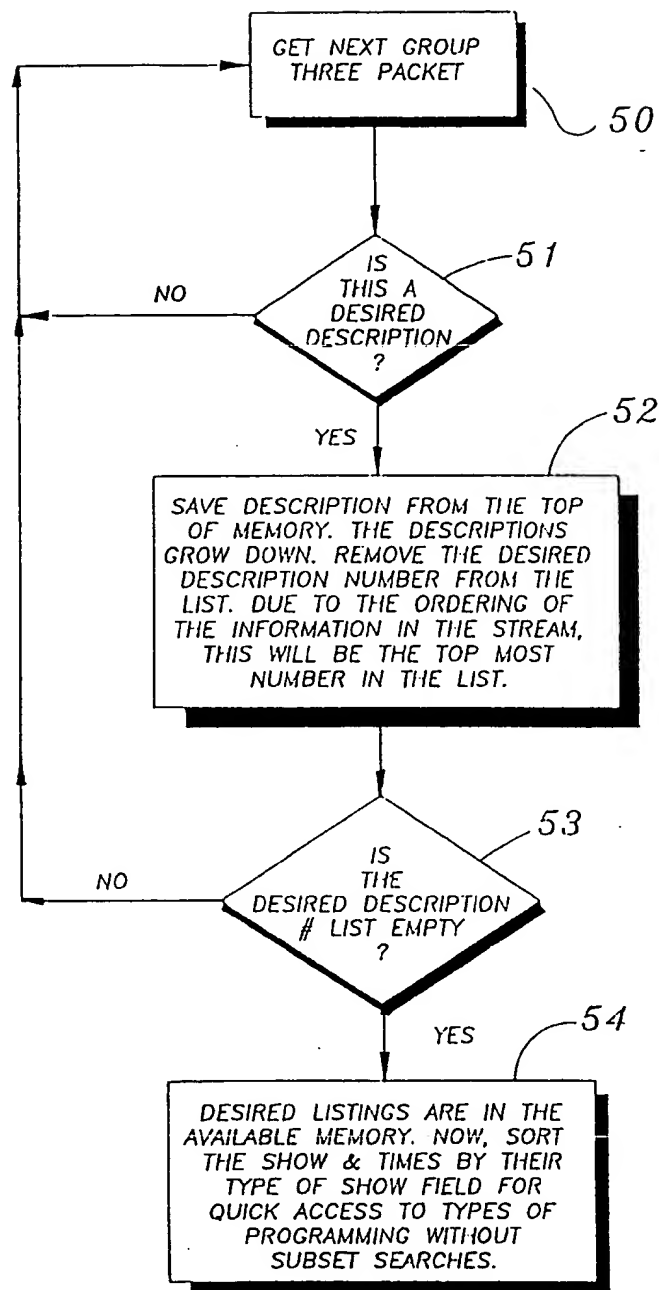 GET NEXT GROUP
THREE PACKET
50
IS
THIS A
DESIRED
DESCRIPTION
?
51
NO
YES
52
SAVE DESCRIPTION FROM THE TOP
OF MEMORY. THE DESCRIPTIONS
GROW DOWN. REMOVE THE DESIRED
DESCRIPTION NUMBER FROM THE
LIST. DUE TO THE ORDERING OF
THE INFORMATION IN THE STREAM,
THIS WILL BE THE TOP MOST
NUMBER IN THE LIST.
53
IS
THE
DESIRED DESCRIPTION
# LIST EMPTY
?
NO
YES
54
DESIRED LISTINGS ARE IN THE
AVAILABLE MEMORY. NOW, SORT
THE SHOW & TIMES BY THEIR
TYPE OF SHOW FIELD FOR
QUICK ACCESS TO TYPES OF
PROGRAMMING WITHOUT
SUBSET SEARCHES.